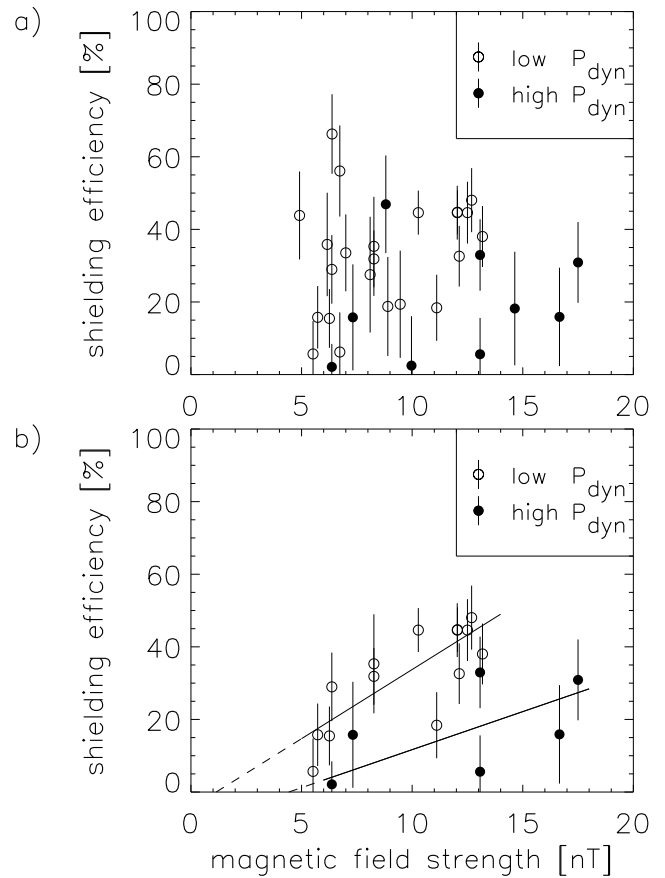 a)
shielding efficiency [%]
100
80
60
40
20
0
low P_dyn
high P_dyn
0 5 10 15 20
b)
shielding efficiency [%]
100
80
60
40
20
0
low P_dyn
high P_dyn
0 5 10 15 20
magnetic field strength [nT]